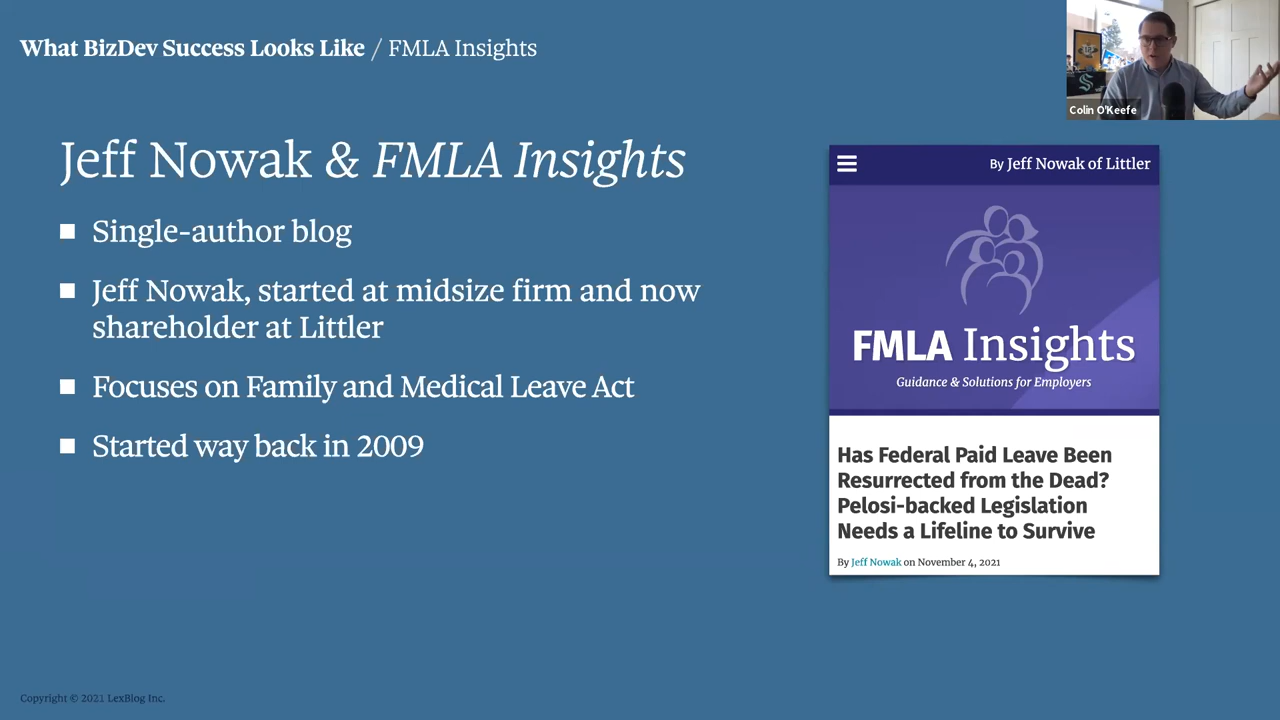 What BizDev Success Looks Like / FMLA Insights
Colin O'Keefe
Jeff Nowak & FMLA Insights
Single-author blog
Jeff Nowak, started at midsize firm and now
shareholder at Littler
Focuses on Family and Medical Leave Act
Started way back in 2009
By Jeff Nowak of Littler
FMLA Insights
Guidance & Solutions for Employers
Has Federal Paid Leave Been
Resurrected from the Dead?
Pelosi-backed Legislation
Needs a Lifeline to Survive
By Jeff Nowak on November 4, 2021
Copyright © 2021 LexBlog Inc.